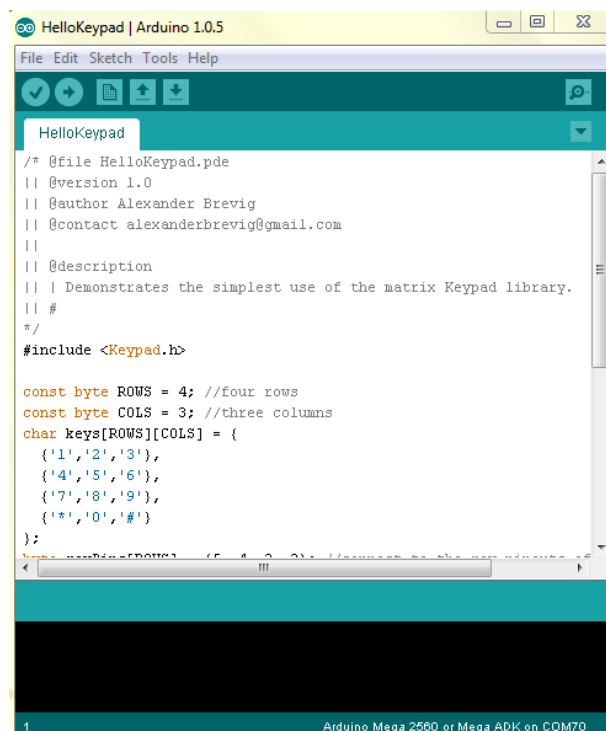 HelloKeypad | Arduino 1.0.5
File Edit Sketch Tools Help
HelloKeypad
/* @file HelloKeypad.pde
|| @version 1.0
|| @author Alexander Brevig
|| @contact alexanderbrevig@gmail.com
||
|| @description
|| | Demonstrates the simplest use of the matrix Keypad library.
|| #
*/
#include <Keypad.h>
const byte ROWS = 4; //four rows
const byte COLS = 3; //three columns
char keys[ROWS][COLS] = {
{'1','2','3'},
{'4','5','6'},
{'7','8','9'},
{'*','0','#'}
};
1
Arduino Mega 2560 or Mega ADK on COM70